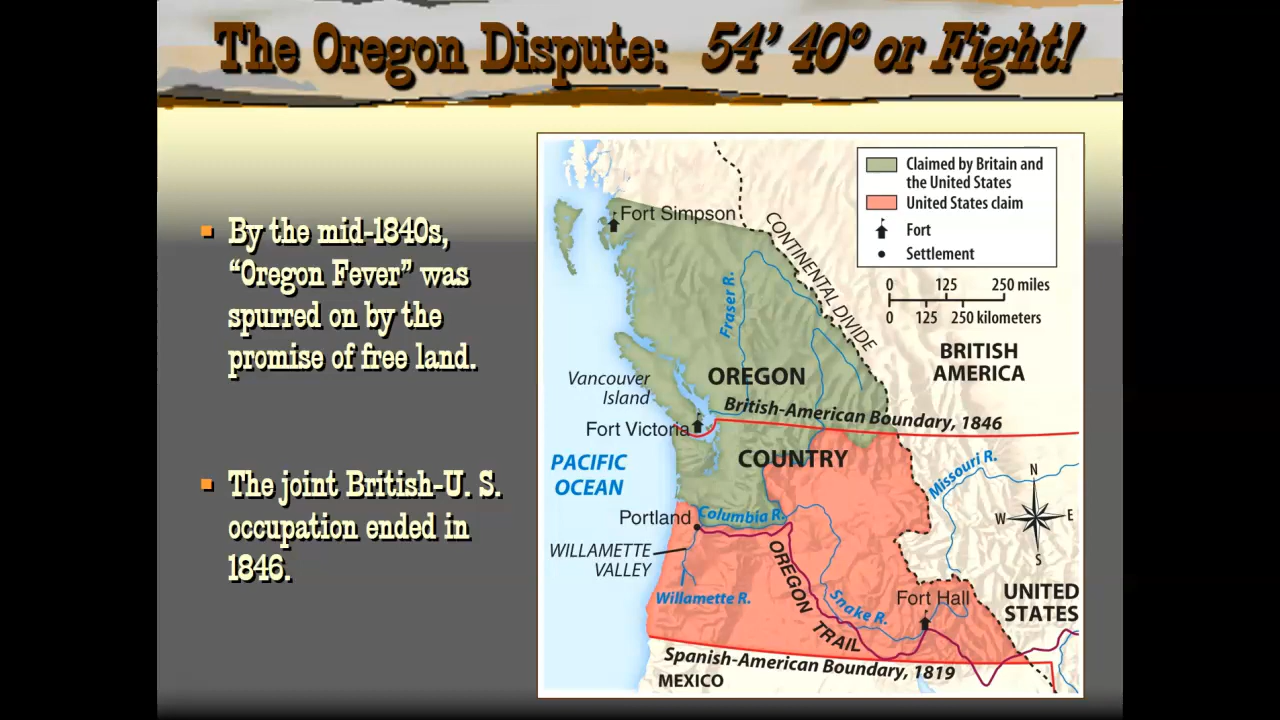 The Oregon Dispute: 54’ 40º or Fight!
▪ By the mid-1840s,
“Oregon Fever” was
spurred on by the
promise of free land.
▪ The joint British-U. S.
occupation ended in
1846.
Claimed by Britain and
the United States
United States claim
Fort
Settlement
0 125 250 miles
0 125 250 kilometers
Fort Simpson
CONTINENTAL DIVIDE
Fraser R.
BRITISH
AMERICA
Vancouver
Island
OREGON
British-American Boundary, 1846
Fort Victoria
COUNTRY
PACIFIC
OCEAN
Missouri R.
N
W E
S
Portland
Columbia R.
WILLAMETTE
VALLEY
OREGON TRAIL
Willamette R.
Snake R.
Fort Hall
UNITED
STATES
Spanish-American Boundary, 1819
MEXICO